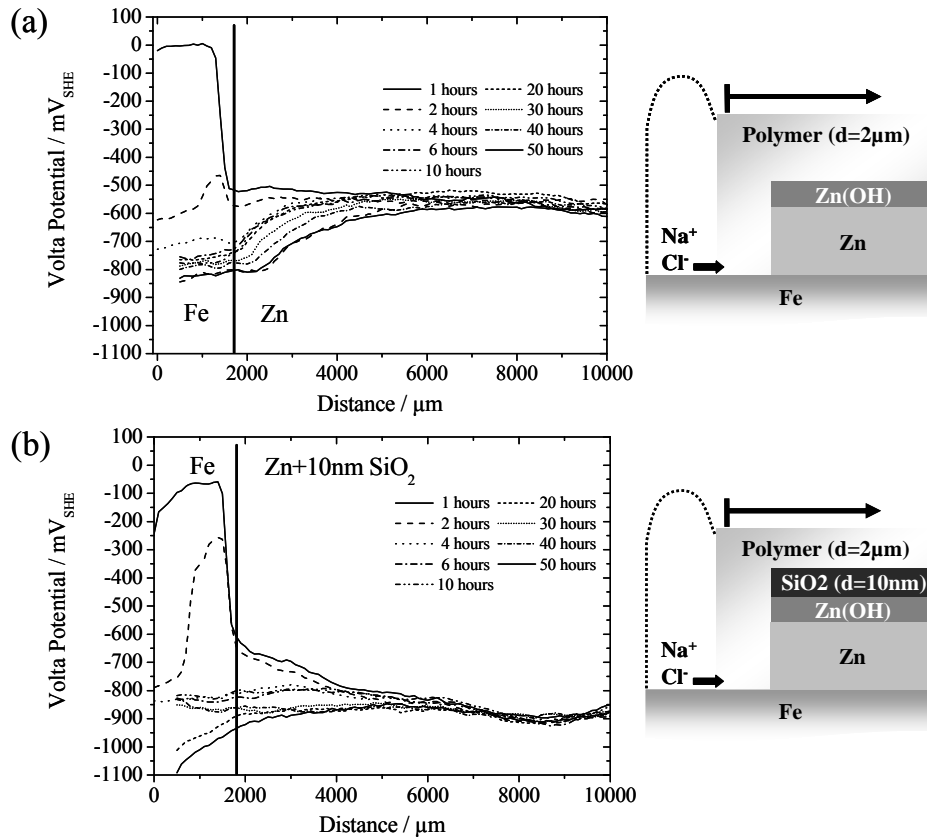 (a)
100
0
-100
-200
-300
-400
-500
-600
-700
-800
-900
-1000
-1100
Volta Potential / mV_SHE
1 hours
2 hours
4 hours
6 hours
10 hours
20 hours
30 hours
40 hours
50 hours
Fe
Zn
0 2000 4000 6000 8000 10000
Distance / µm
Polymer (d=2µm)
Zn(OH)
Zn
Na⁺
Cl⁻
Fe
(b)
100
0
-100
-200
-300
-400
-500
-600
-700
-800
-900
-1000
-1100
Volta Potential / mV_SHE
Fe
Zn+10nm SiO₂
1 hours
2 hours
4 hours
6 hours
10 hours
20 hours
30 hours
40 hours
50 hours
0 2000 4000 6000 8000 10000
Distance / µm
Polymer (d=2µm)
SiO2 (d=10nm)
Zn(OH)
Zn
Na⁺
Cl⁻
Fe